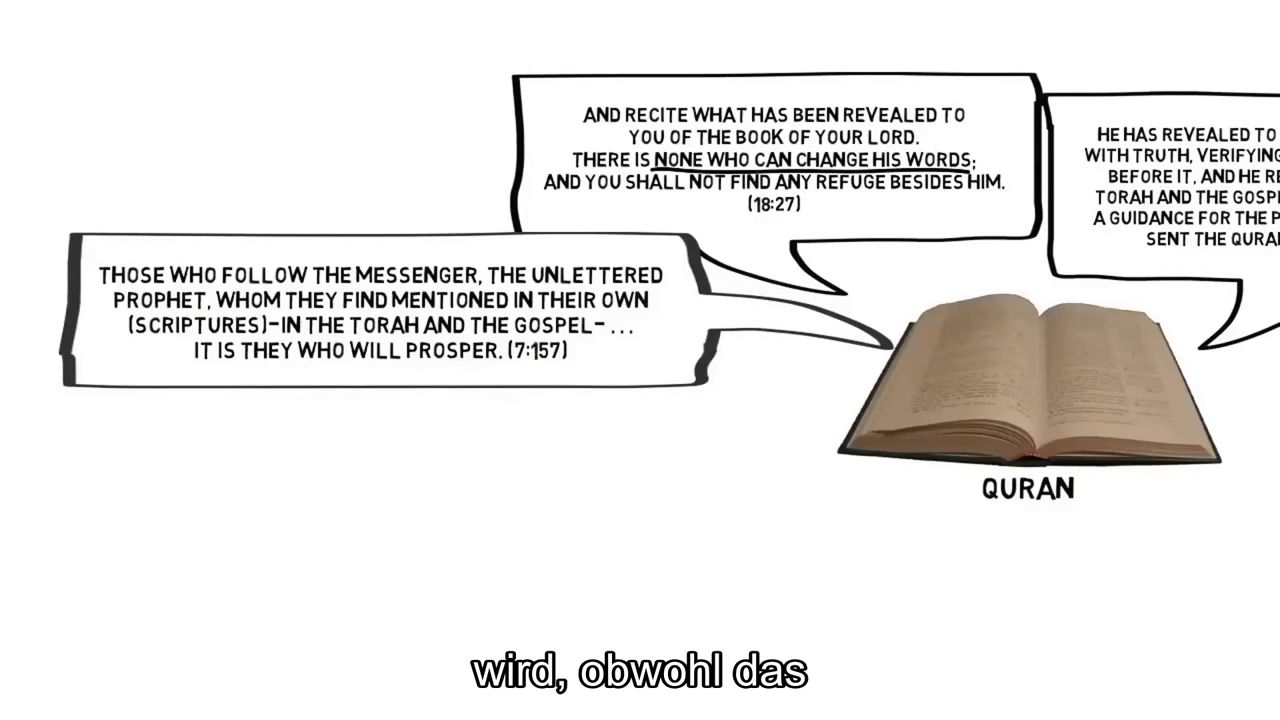 AND RECITE WHAT HAS BEEN REVEALED TO
YOU OF THE BOOK OF YOUR LORD.
THERE IS NONE WHO CAN CHANGE HIS WORDS;
AND YOU SHALL NOT FIND ANY REFUGE BESIDES HIM.
(18:27)
HE HAS REVEALED TO
WITH TRUTH, VERIFYING
BEFORE IT, AND HE RE
TORAH AND THE GOSP
A GUIDANCE FOR THE P
SENT THE QURA
THOSE WHO FOLLOW THE MESSENGER, THE UNLETTERED
PROPHET, WHOM THEY FIND MENTIONED IN THEIR OWN
(SCRIPTURES)-IN THE TORAH AND THE GOSPEL- ...
IT IS THEY WHO WILL PROSPER. (7:157)
QURAN
wird, obwohl das